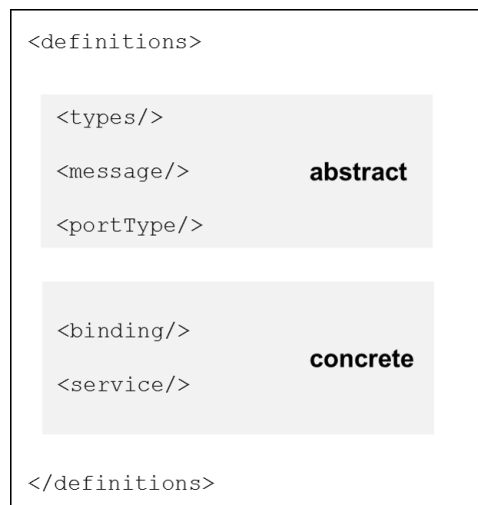 <definitions>
<types/>
<message/>
abstract
<portType/>
<binding/>
concrete
<service/>
</definitions>